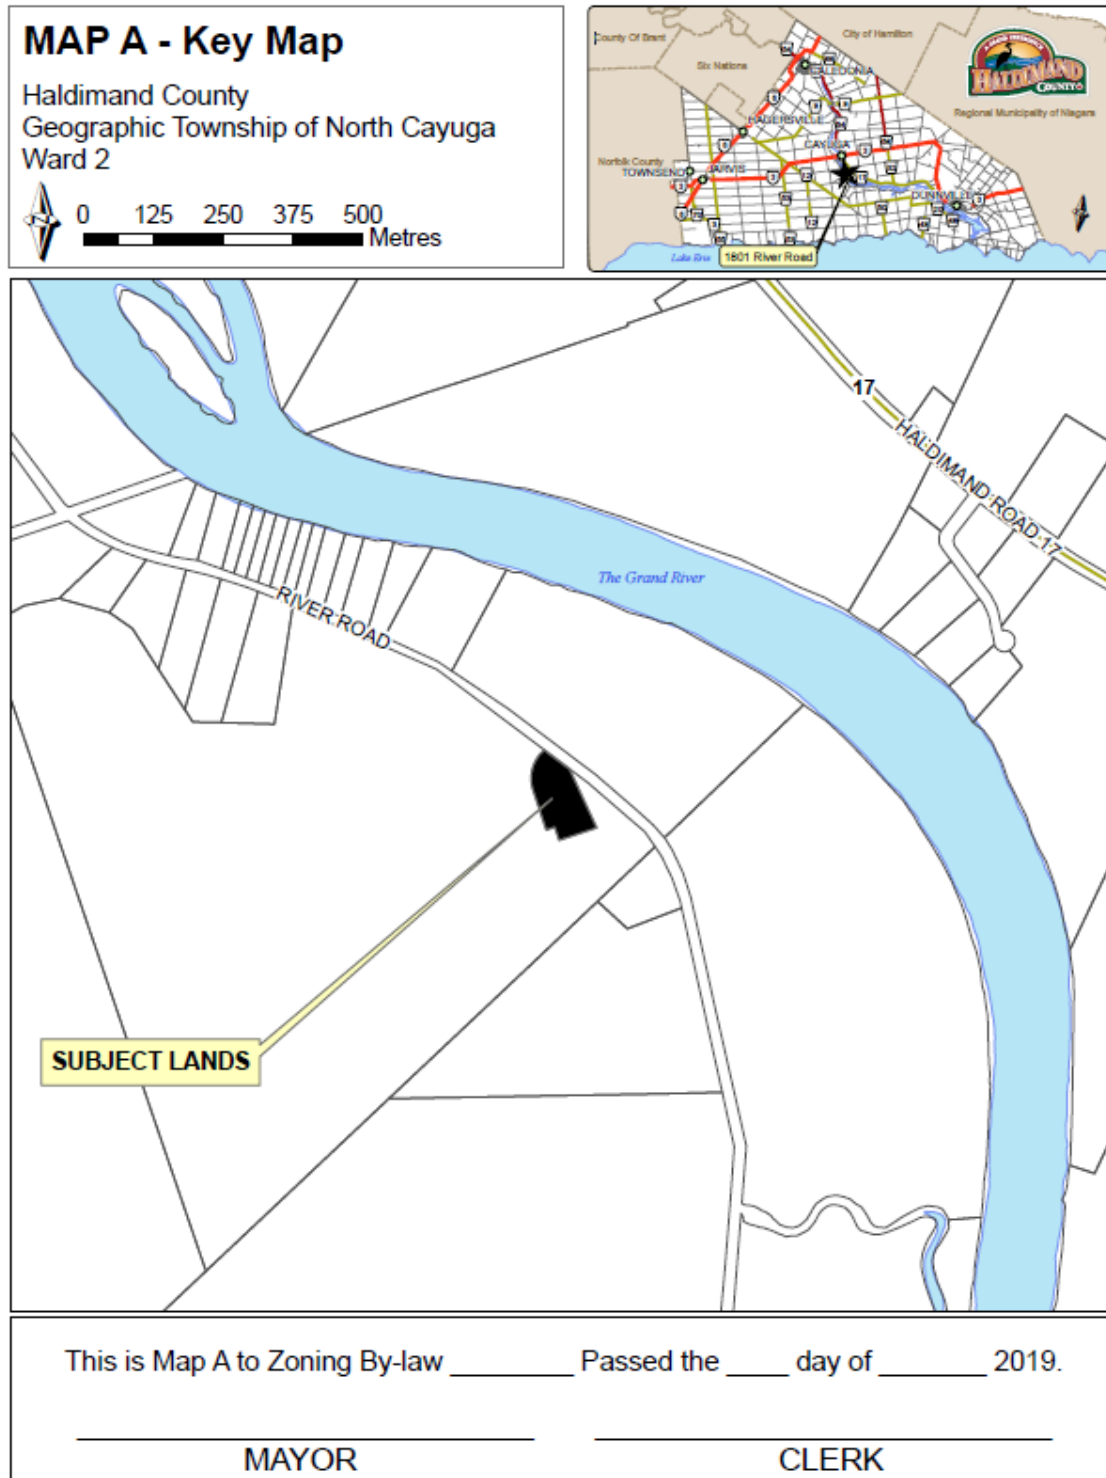 MAP A - Key Map
Haldimand County
Geographic Township of North Cayuga
Ward 2
N
0 125 250 375 500
Metres
County Of Brant
City of Hamilton
Six Nations
CALEDONIA
HALDIMAND
COUNTY
Regional Municipality of Niagara
HAGERSVILLE
CAYUGA
Norfolk County
TOWNSEND
JARVIS
DUNNVILLE
Lake Erie
1801 River Road
17
HALDIMAND ROAD 17
The Grand River
RIVER ROAD
SUBJECT LANDS
This is Map A to Zoning By-law ________ Passed the ____ day of _______ 2019.
MAYOR
CLERK